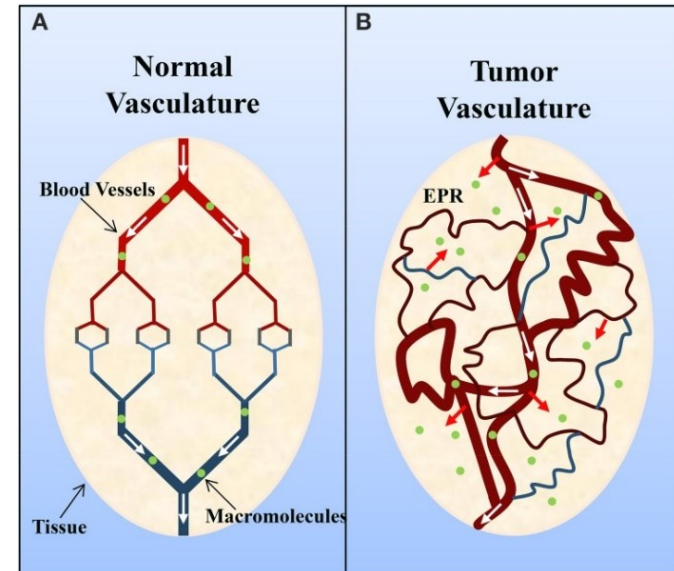 A
Normal
Vasculature
Blood Vessels
Tissue
Macromolecules
B
Tumor
Vasculature
EPR